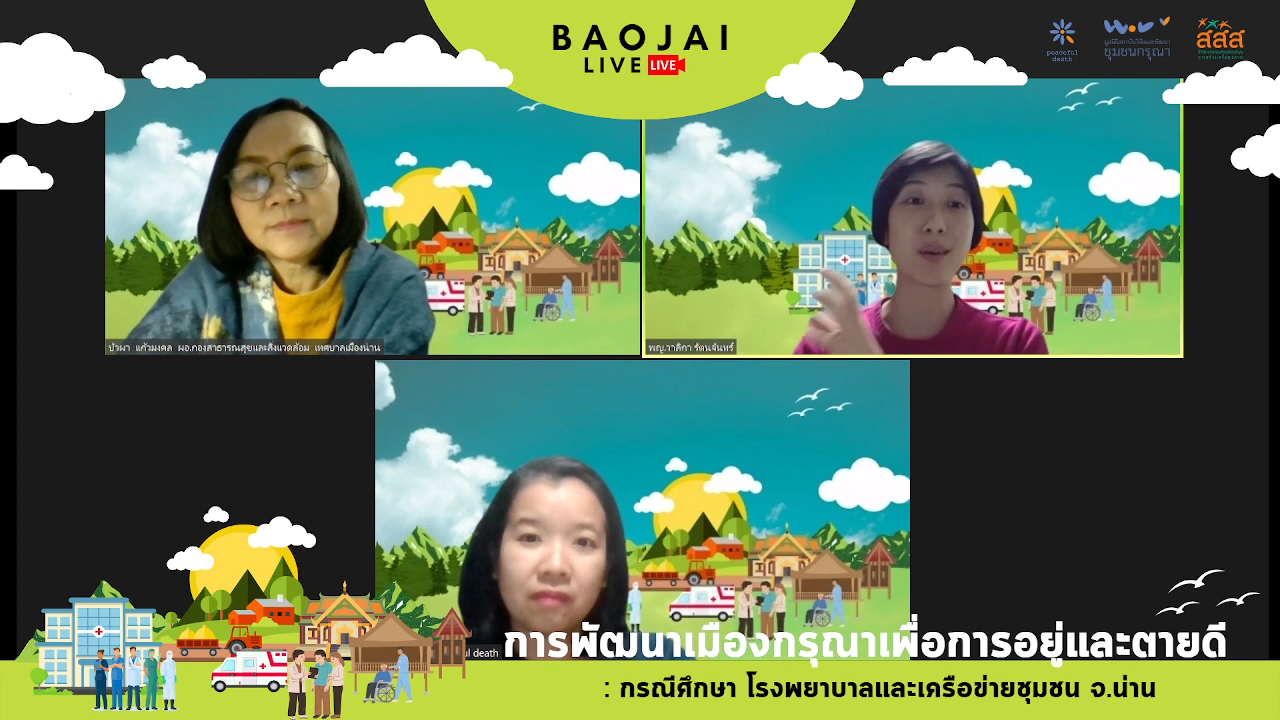 BAOJAI
LIVE LIVE
peaceful
death
ชุมชนกรุณา
สสส
บัวผา แก้วมงคล ผอ.กองสาธารณสุขและสิ่งแวดล้อม เทศบาลเมืองน่าน
พญ.วาลิกา รัตนจันทร์
ul death
การพัฒนาเมืองกรุณาเพื่อการอยู่และตายดี
: กรณีศึกษา โรงพยาบาลและเครือข่ายชุมชน จ.น่าน